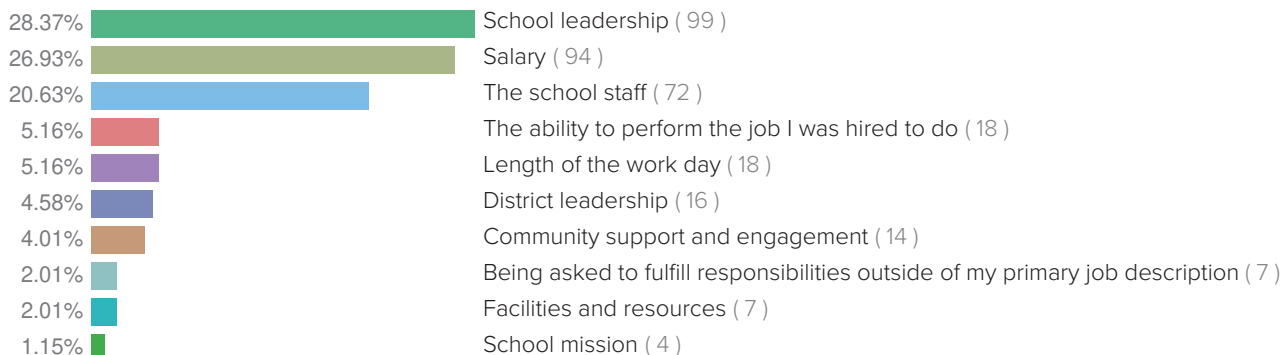 28.37% School leadership ( 99 )
26.93% Salary ( 94 )
20.63% The school staff ( 72 )
5.16% The ability to perform the job I was hired to do ( 18 )
5.16% Length of the work day ( 18 )
4.58% District leadership ( 16 )
4.01% Community support and engagement ( 14 )
2.01% Being asked to fulfill responsibilities outside of my primary job description ( 7 )
2.01% Facilities and resources ( 7 )
1.15% School mission ( 4 )